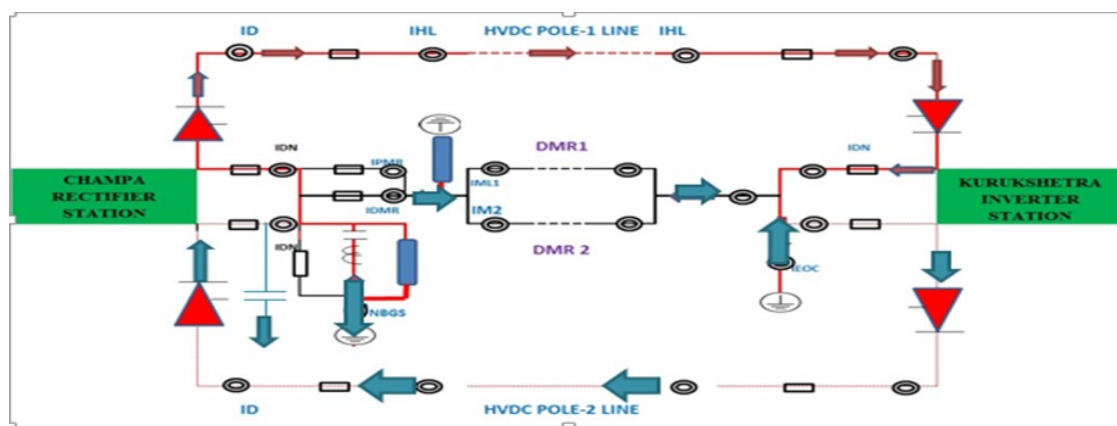 ID
IHL
HVDC POLE-1 LINE
IHL
IDN
IPMR
DMR1
IDN
CHAMPA
RECTIFIER
STATION
IML1
KURUKSHETRA
INVERTER
STATION
IDMR
IM2
IDN
DMR 2
IEOC
NBGS
ID
HVDC POLE-2 LINE